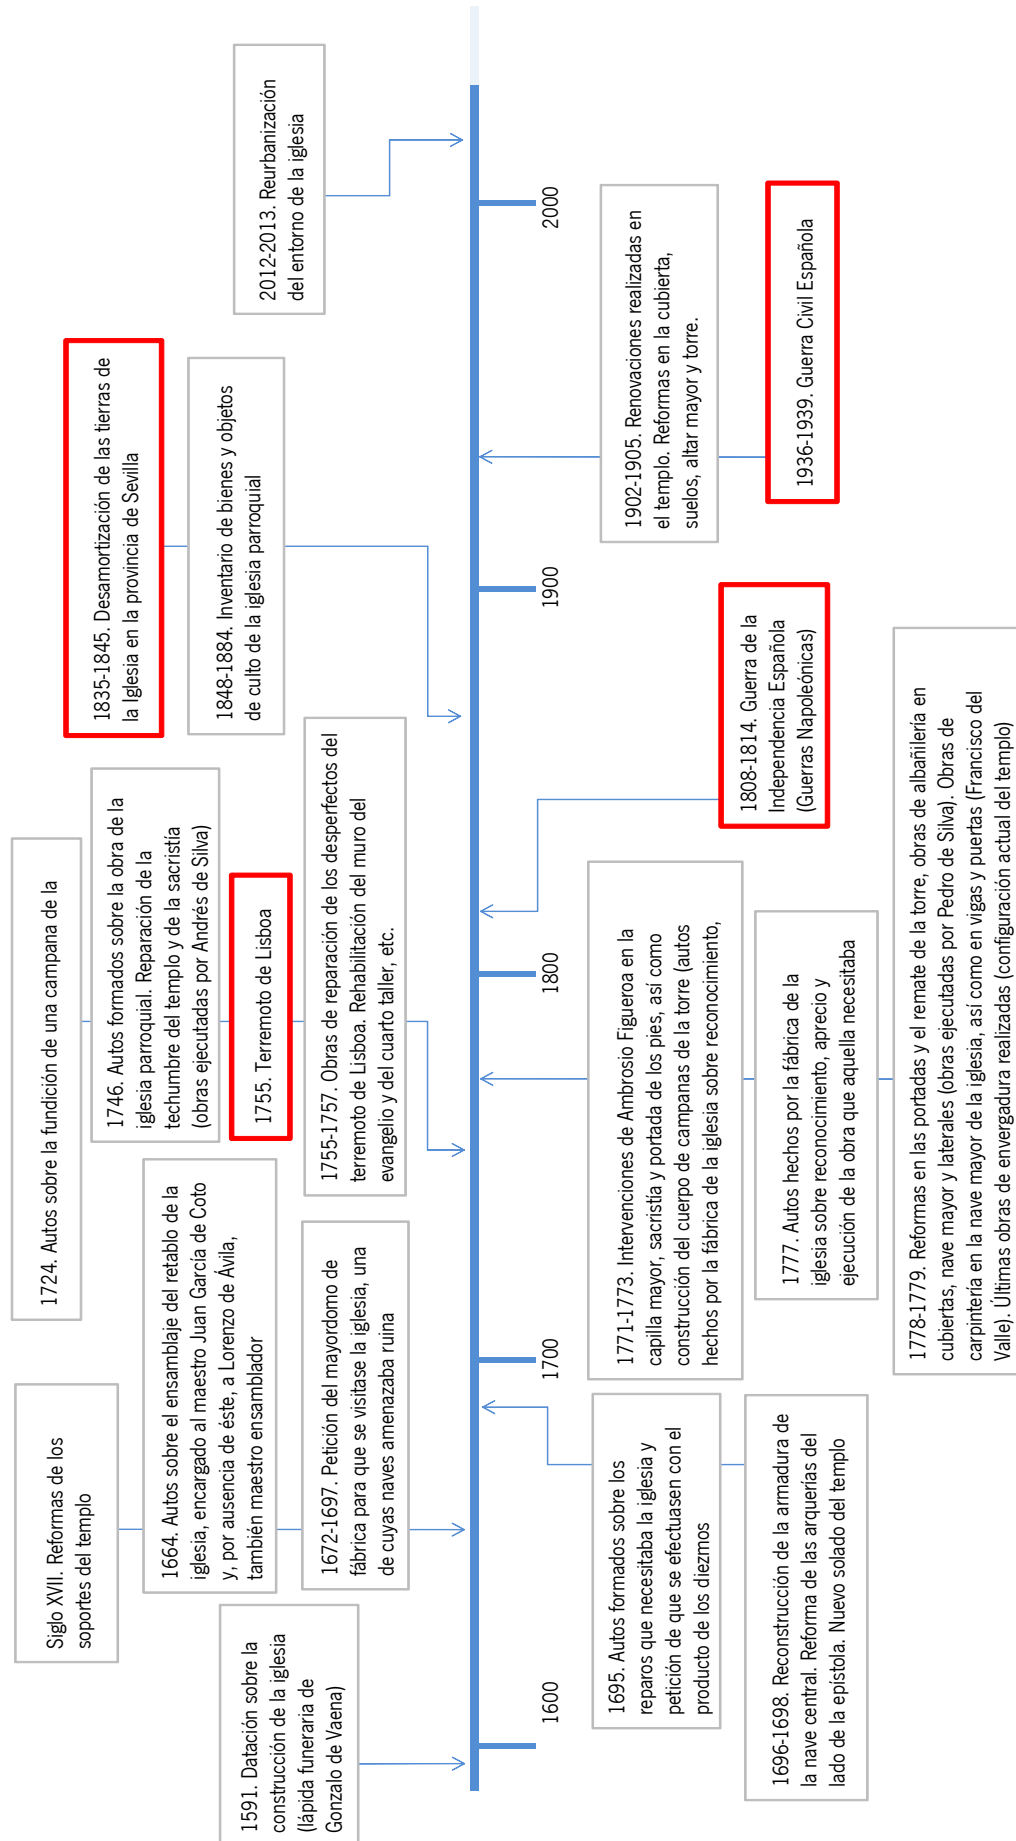 1591. Datación sobre la
construcción de la iglesia
(lápida funeraria de
Gonzalo de Vaena)
Siglo XVII. Reformas de los
soportes del templo
1664. Autos sobre el ensamblaje del retablo de la
iglesia, encargado al maestro Juan García de Coto
y, por ausencia de éste, a Lorenzo de Ávila,
también maestro ensamblador
1672-1697. Petición del mayordomo de
fábrica para que se visitase la iglesia, una
de cuyas naves amenazaba ruina
1724. Autos sobre la fundición de una campana de la
1746. Autos formados sobre la obra de la
iglesia parroquial. Reparación de la
techumbre del templo y de la sacristía
(obras ejecutadas por Andrés de Silva)
1755. Terremoto de Lisboa
1755-1757. Obras de reparación de los desperfectos del
terremoto de Lisboa. Rehabilitación del muro del
evangelio y del cuarto taller, etc.
1835-1845. Desamortización de las tierras de
la Iglesia en la provincia de Sevilla
1848-1884. Inventario de bienes y objetos
de culto de la iglesia parroquial
2012-2013. Reurbanización
del entorno de la iglesia
1600
1700
1800
1900
2000
1695. Autos formados sobre los
reparos que necesitaba la iglesia y
petición de que se efectuasen con el
producto de los diezmos
1696-1698. Reconstrucción de la armadura de
la nave central. Reforma de las arquerías del
lado de la epístola. Nuevo solado del templo
1771-1773. Intervenciones de Ambrosio Figueroa en la
capilla mayor, sacristía y portada de los pies, así como
construcción del cuerpo de campanas de la torre (autos
hechos por la fábrica de la iglesia sobre reconocimiento,
1777. Autos hechos por la fábrica de la
iglesia sobre reconocimiento, aprecio y
ejecución de la obra que aquella necesitaba
1778-1779. Reformas en las portadas y el remate de la torre, obras de albañilería en
cubiertas, nave mayor y laterales (obras ejecutadas por Pedro de Silva). Obras de
carpintería en la nave mayor de la iglesia, así como en vigas y puertas (Francisco del
Valle). Últimas obras de envergadura realizadas (configuración actual del templo)
1808-1814. Guerra de la
Independencia Española
(Guerras Napoleónicas)
1902-1905. Renovaciones realizadas en
el templo. Reformas en la cubierta,
suelos, altar mayor y torre.
1936-1939. Guerra Civil Española